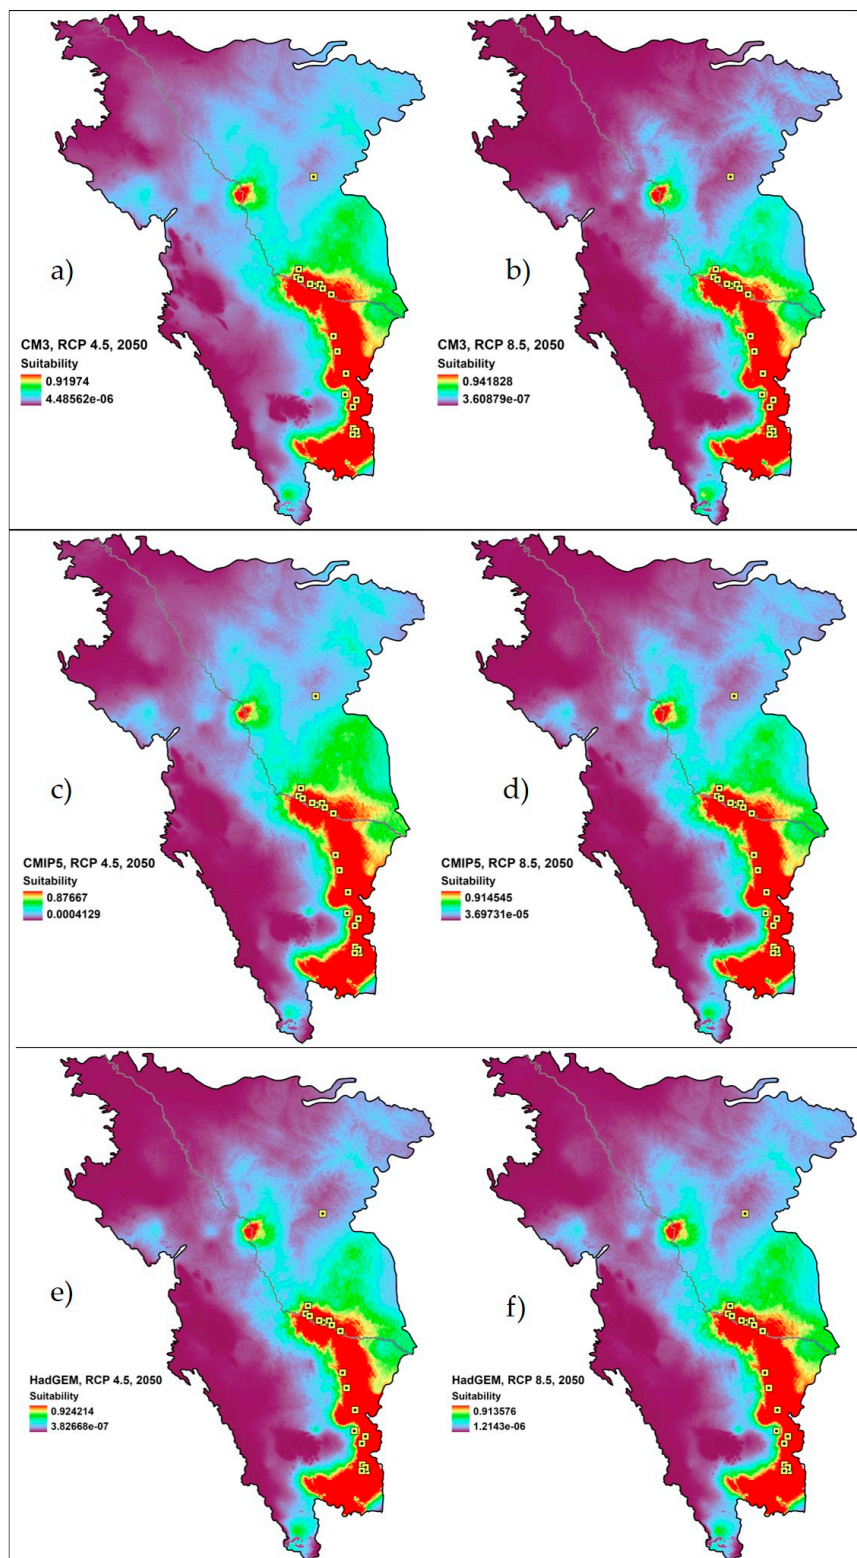 a)
CM3, RCP 4.5, 2050
Suitability
0.91974
4.48562e-06
b)
CM3, RCP 8.5, 2050
Suitability
0.941828
3.60879e-07
c)
CMIP5, RCP 4.5, 2050
Suitability
0.87667
0.0004129
d)
CMIP5, RCP 8.5, 2050
Suitability
0.914545
3.69731e-05
e)
HadGEM, RCP 4.5, 2050
Suitability
0.924214
3.82668e-07
f)
HadGEM, RCP 8.5, 2050
Suitability
0.913576
1.2143e-06